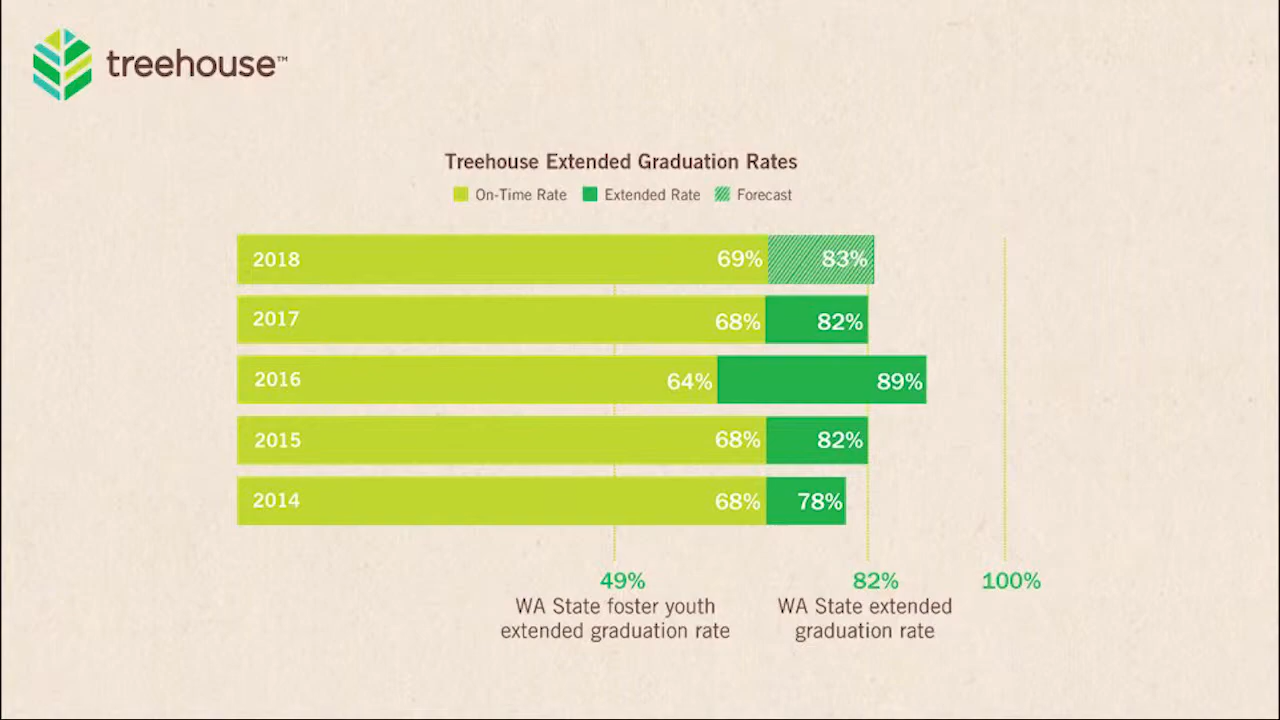 treehouse™
Treehouse Extended Graduation Rates
On-Time Rate Extended Rate Forecast
2018 69% 83%
2017 68% 82%
2016 64% 89%
2015 68% 82%
2014 68% 78%
49% 82% 100%
WA State foster youth WA State extended
extended graduation rate graduation rate